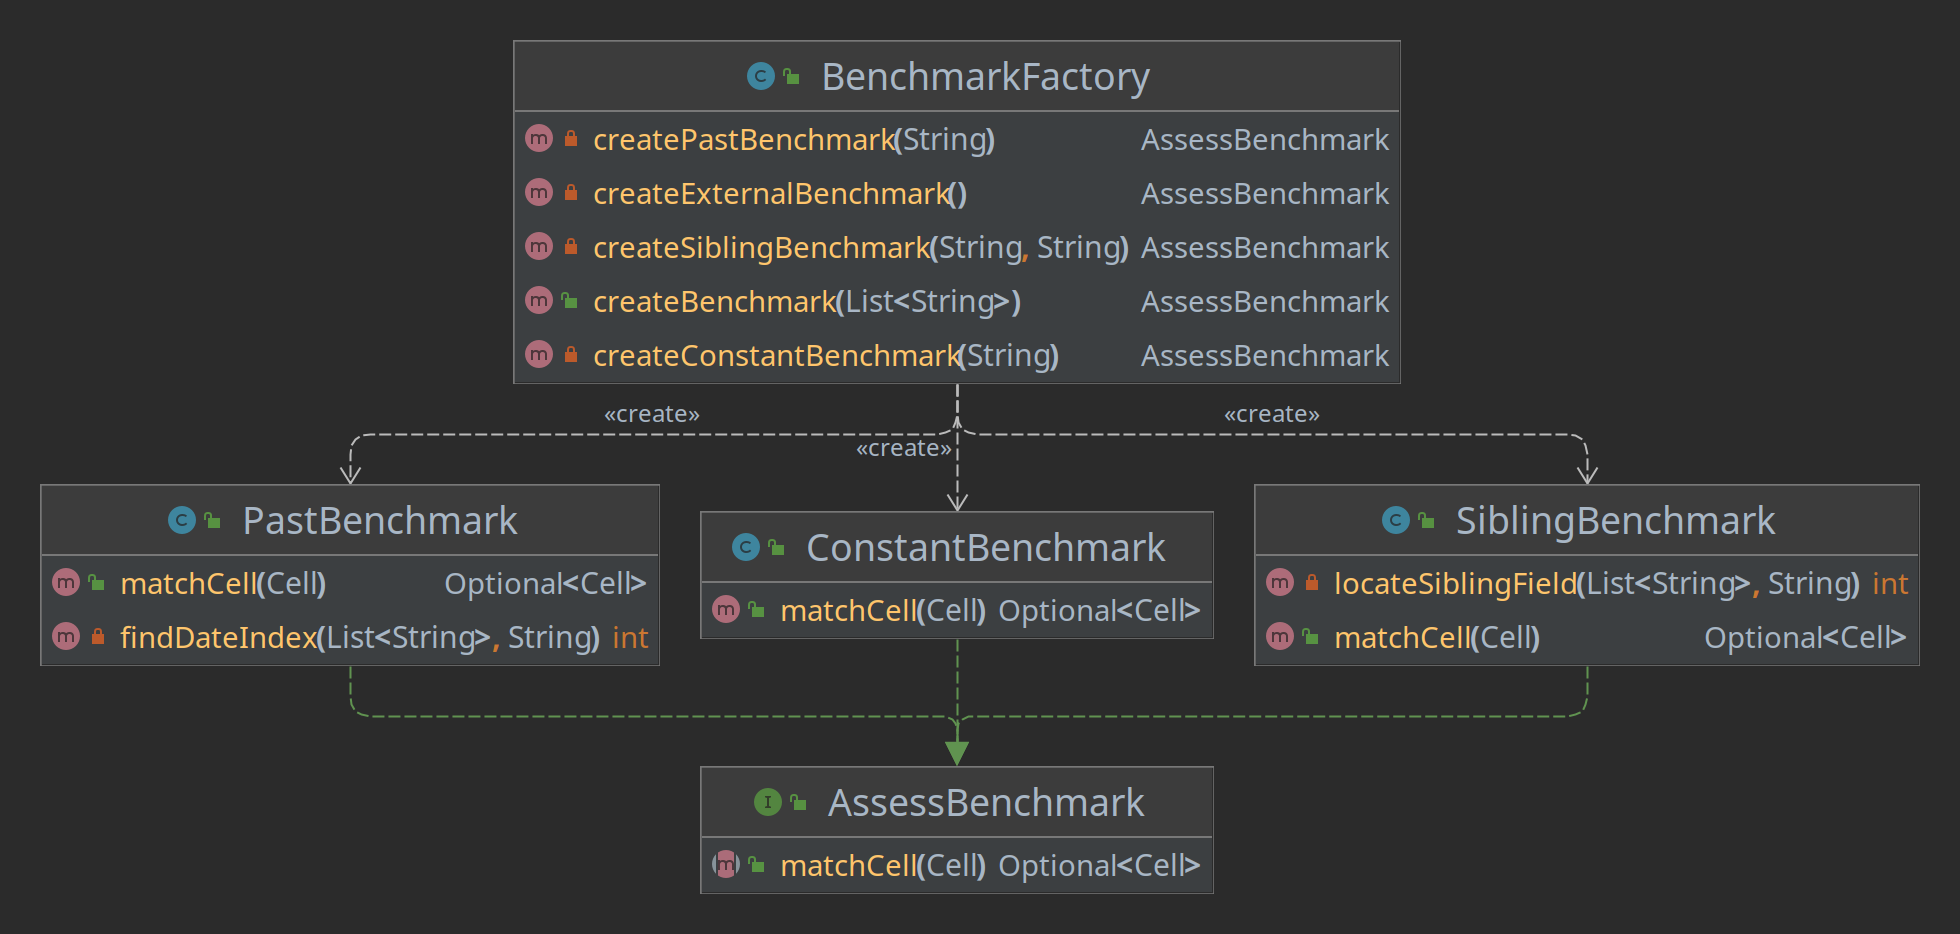 BenchmarkFactory
createPastBenchmark(String) AssessBenchmark
createExternalBenchmark() AssessBenchmark
createSiblingBenchmark(String, String) AssessBenchmark
createBenchmark(List<String>) AssessBenchmark
createConstantBenchmark(String) AssessBenchmark
«create»
«create»
«create»
PastBenchmark
matchCell(Cell) Optional<Cell>
findDateIndex(List<String>, String) int
ConstantBenchmark
matchCell(Cell) Optional<Cell>
SiblingBenchmark
locateSiblingField(List<String>, String) int
matchCell(Cell) Optional<Cell>
AssessBenchmark
matchCell(Cell) Optional<Cell>